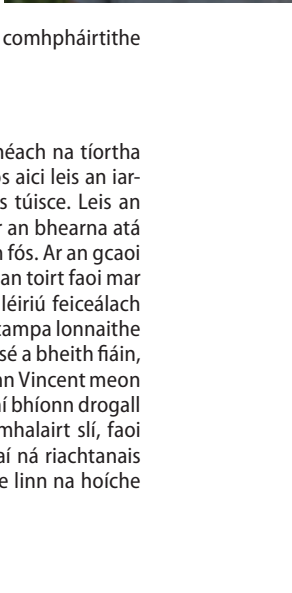 comhpháirtithe
héach na tíortha
s aici leis an iar-
s túisce. Leis an
an bhearna atá
fós. Ar an gcaoi
an toirt faoi mar
léiriú feiceálach
campa lonnaithe
sé a bheith fiáin,
nn Vincent meon
ní bhíonn drogall
mhalairt slí, faoi
aí ná riachtanais
e linn na hoíche